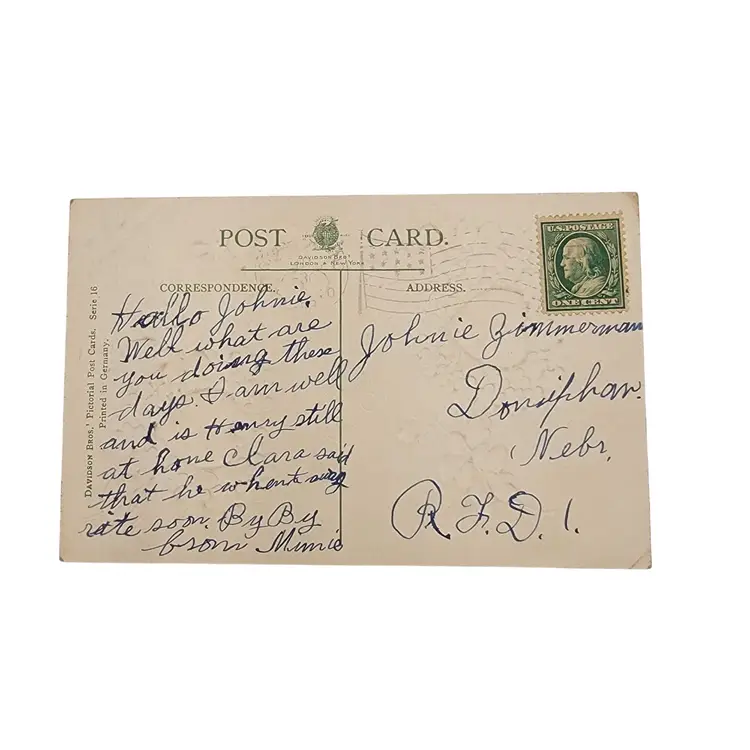 POST CARD.
DAVIDSON BROS.
LONDON & NEW YORK
CORRESPONDENCE.
ADDRESS.
U.S. POSTAGE
ONE CENT
Davidson Bros.' Pictorial Post Cards. Serie 16
Printed in Germany.
Hallo Johnie.
Well what are
you doing these
days. I am well
and is Henry still
at home Clara said
that he whent away
rite soon. By By
from Minnie
Johnie Zimmerman
Doniphan.
Nebr.
R.F.D. 1.